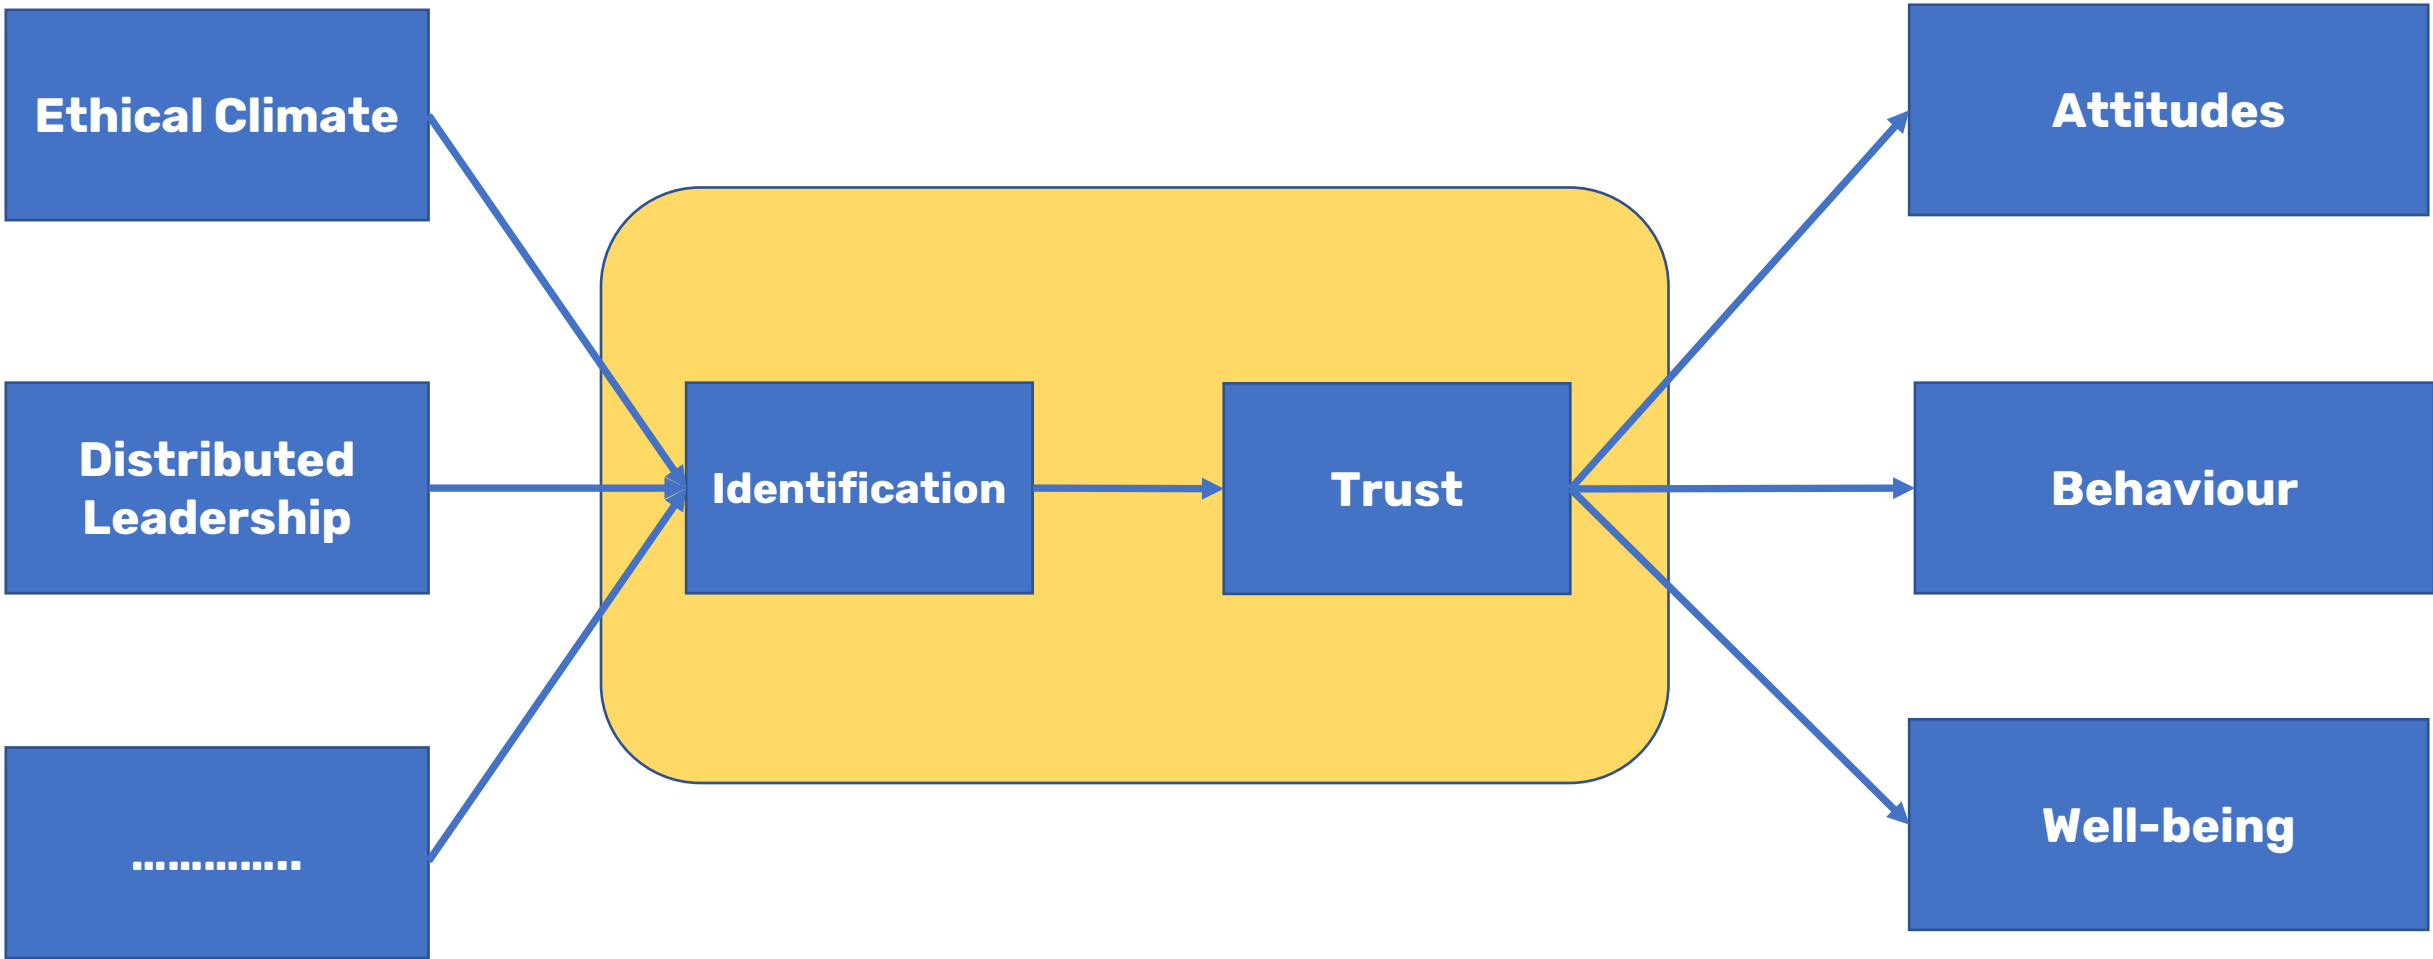 Ethical Climate
Distributed
Leadership
..............
Identification
Trust
Attitudes
Behaviour
Well-being